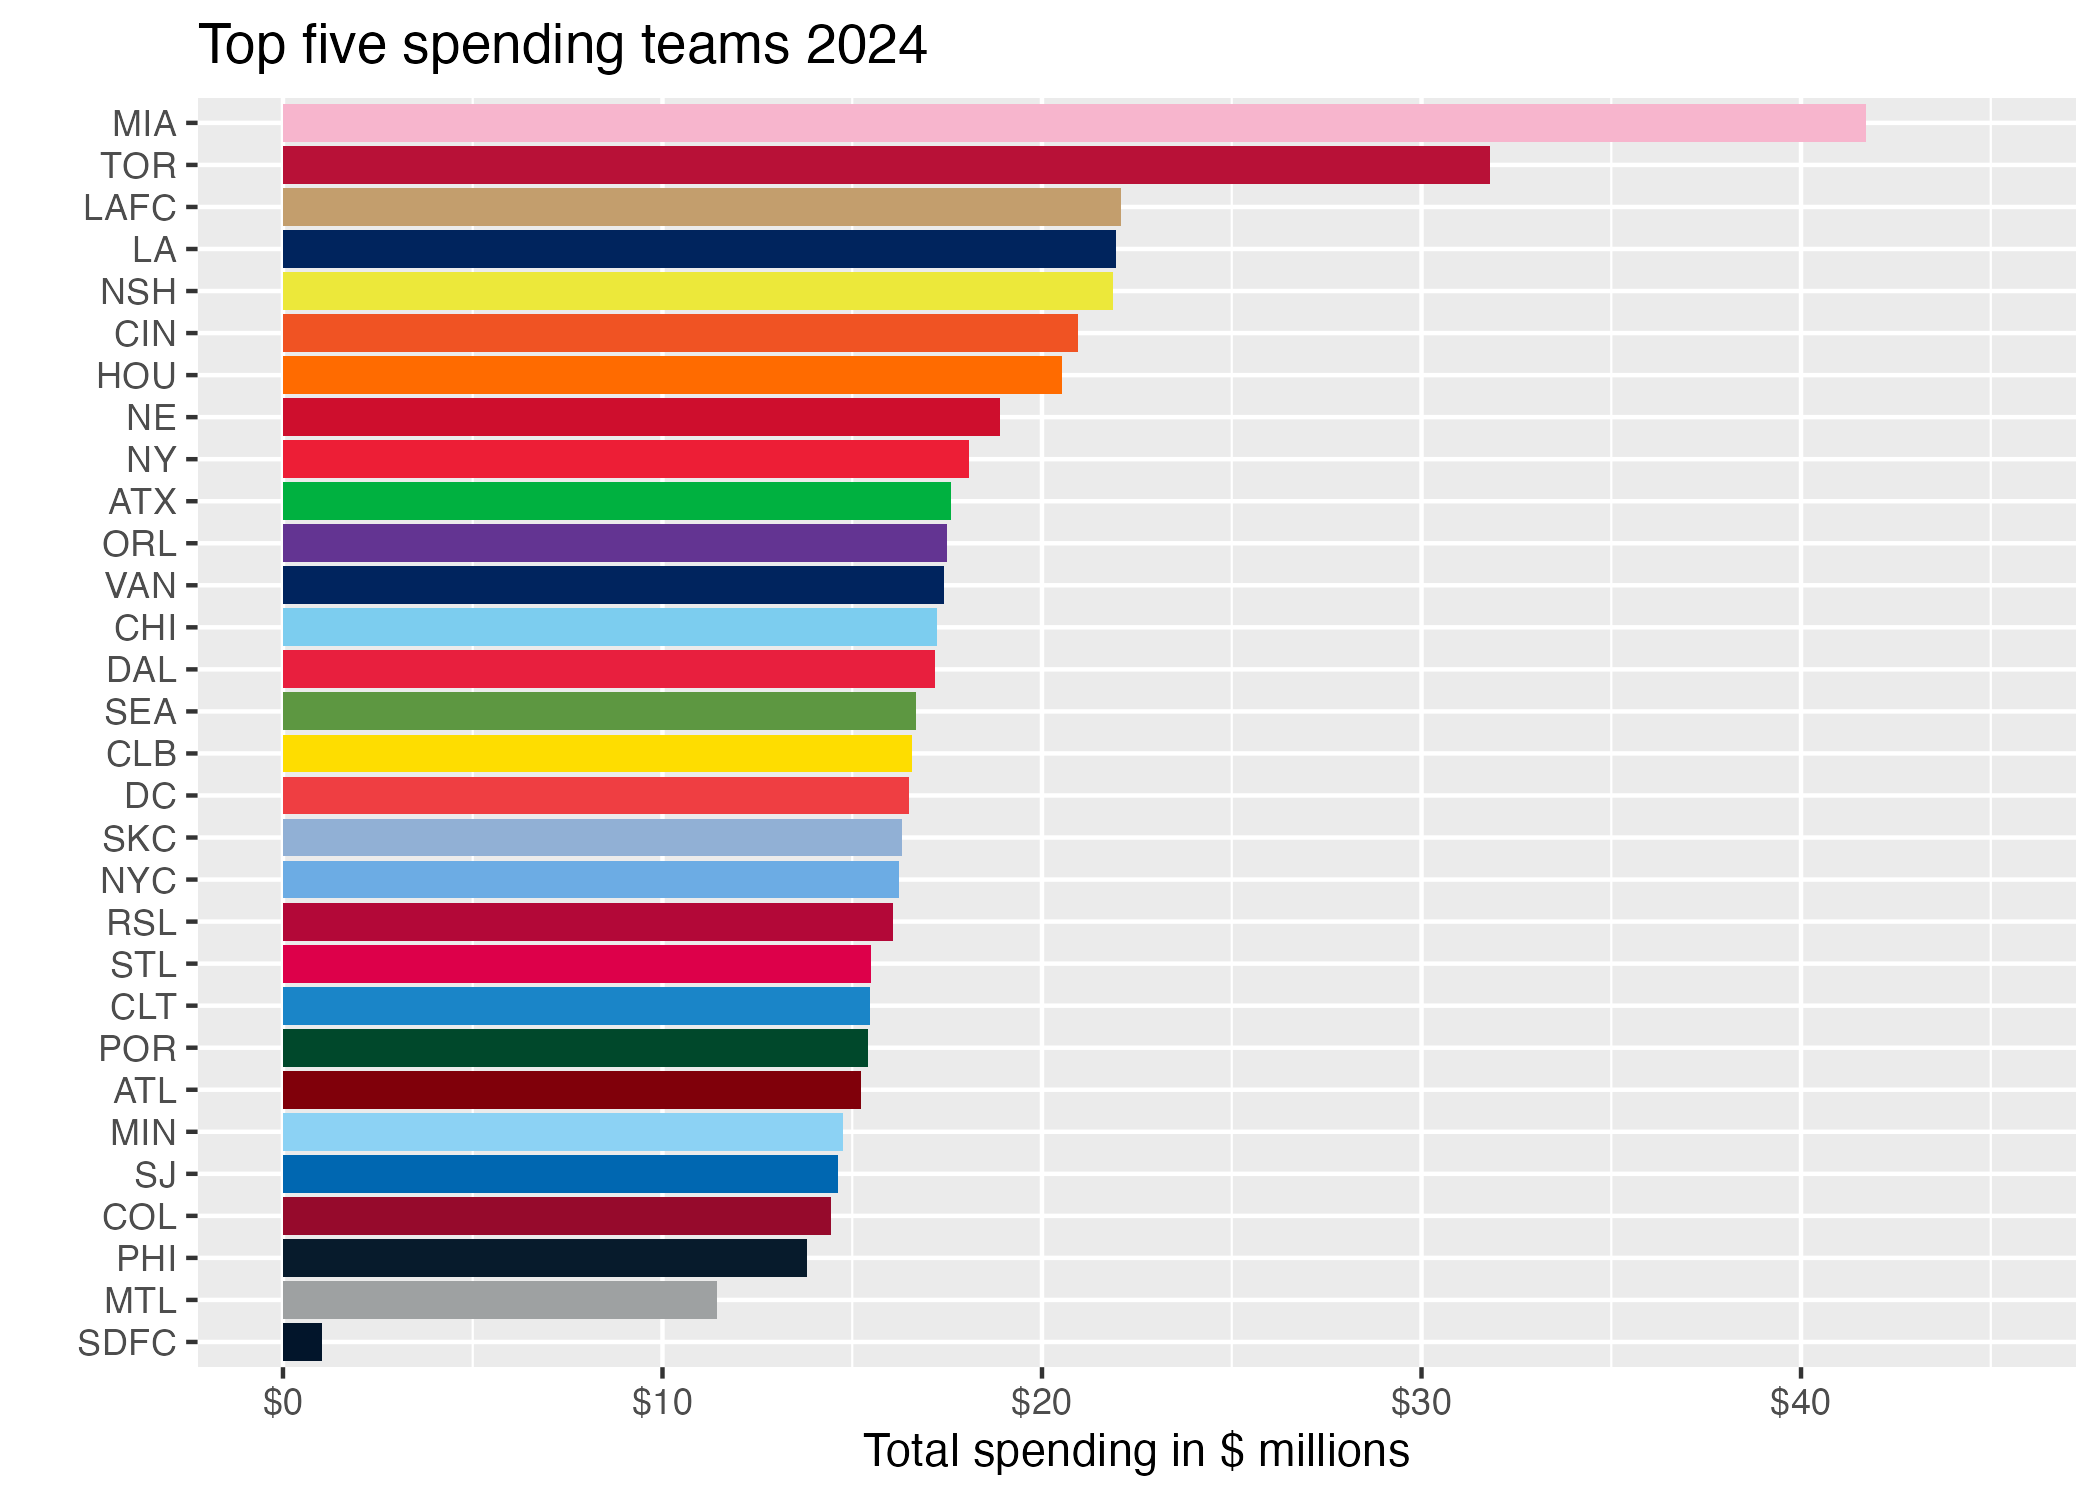 Top five spending teams 2024
MIA
TOR
LAFC
LA
NSH
CIN
HOU
NE
NY
ATX
ORL
VAN
CHI
DAL
SEA
CLB
DC
SKC
NYC
RSL
STL
CLT
POR
ATL
MIN
SJ
COL
PHI
MTL
SDFC
$0 $10 $20 $30 $40
Total spending in $ millions